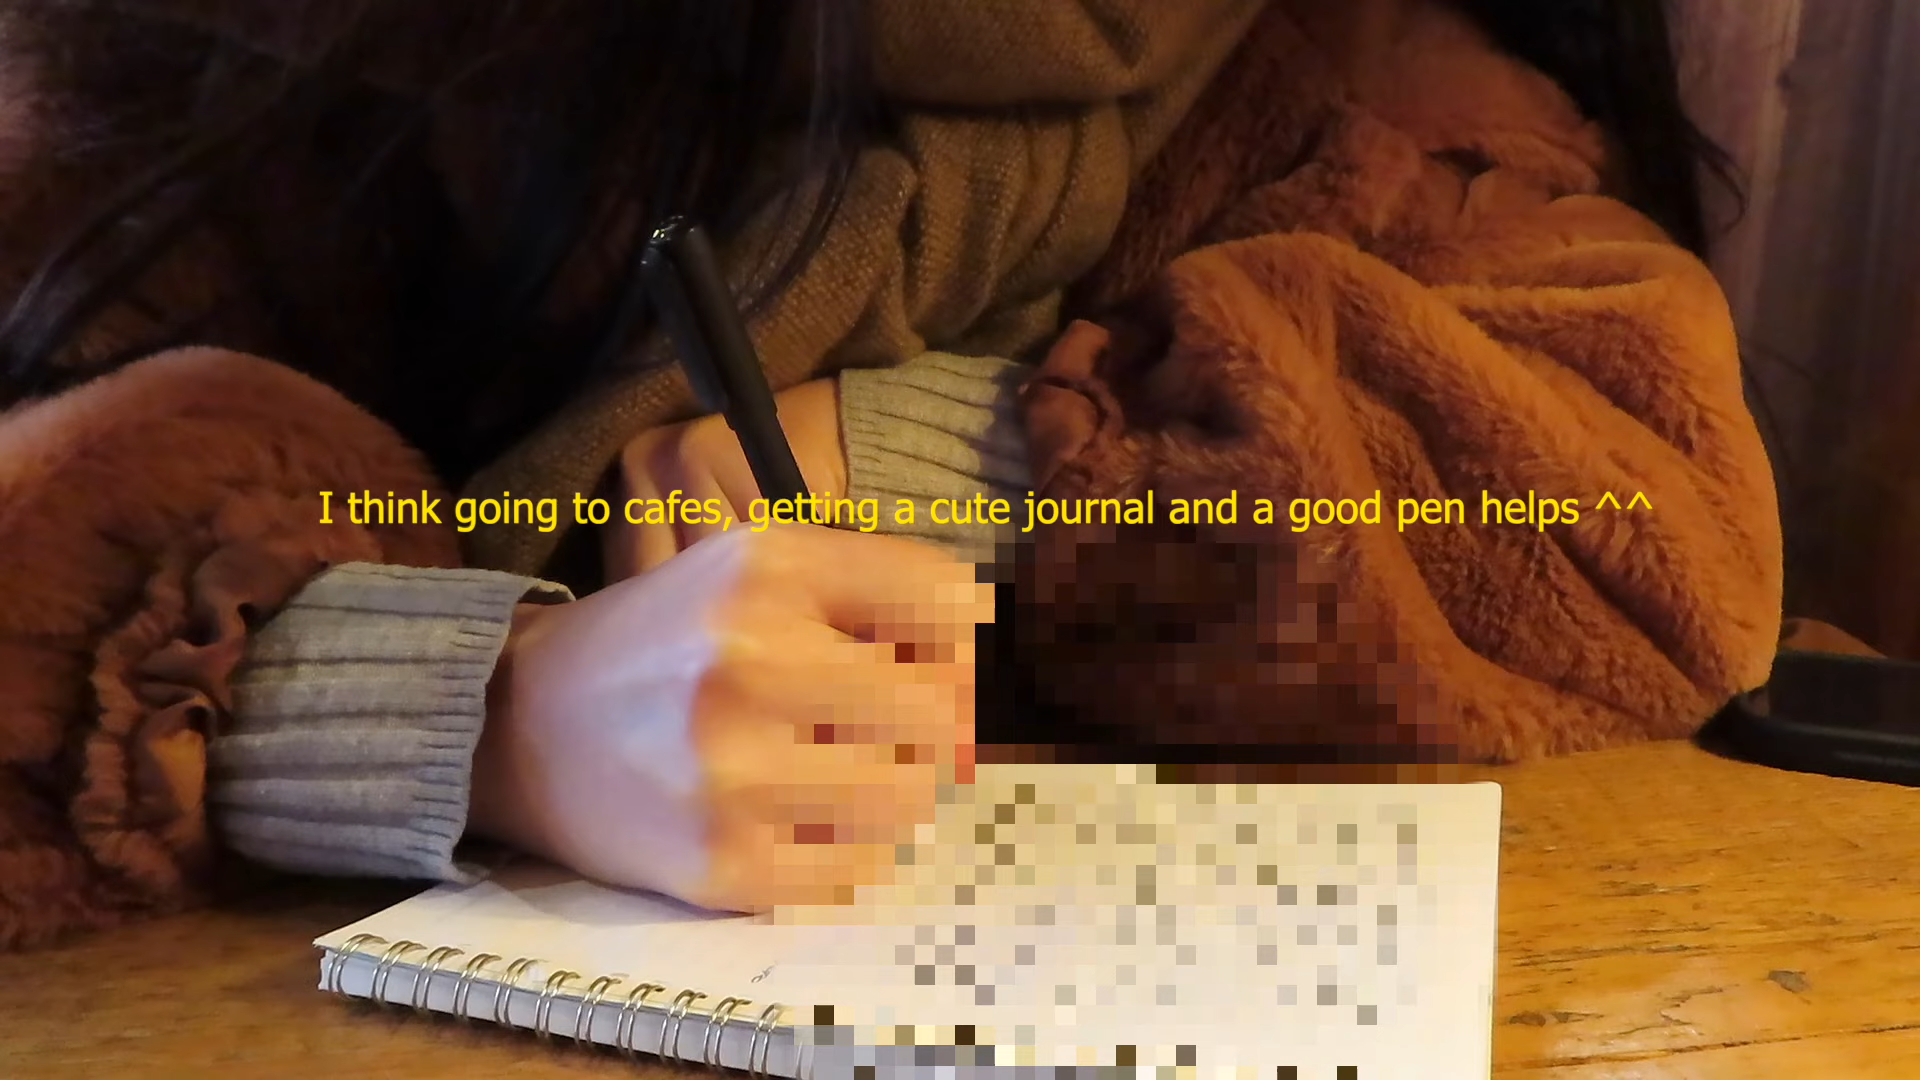 I think going to cafes, getting a cute journal and a good pen helps ^^